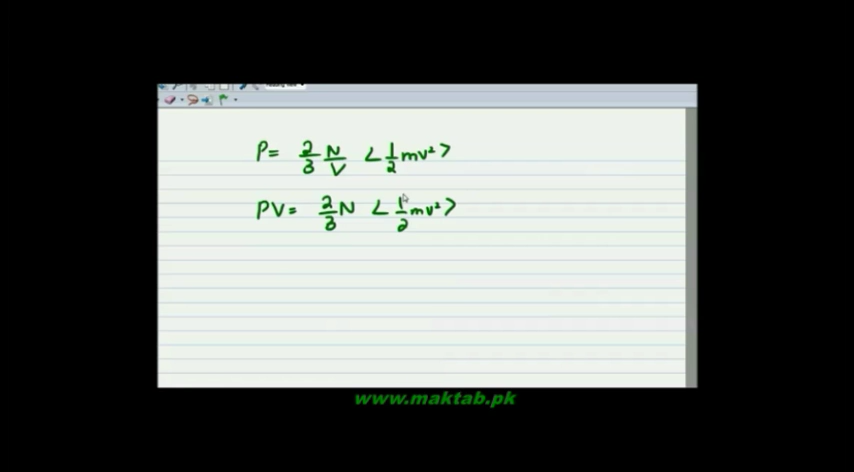 P = 2/3 N/V < 1/2 mv² >
PV = 2/3 N < 1/2 mv² >
www.maktab.pk